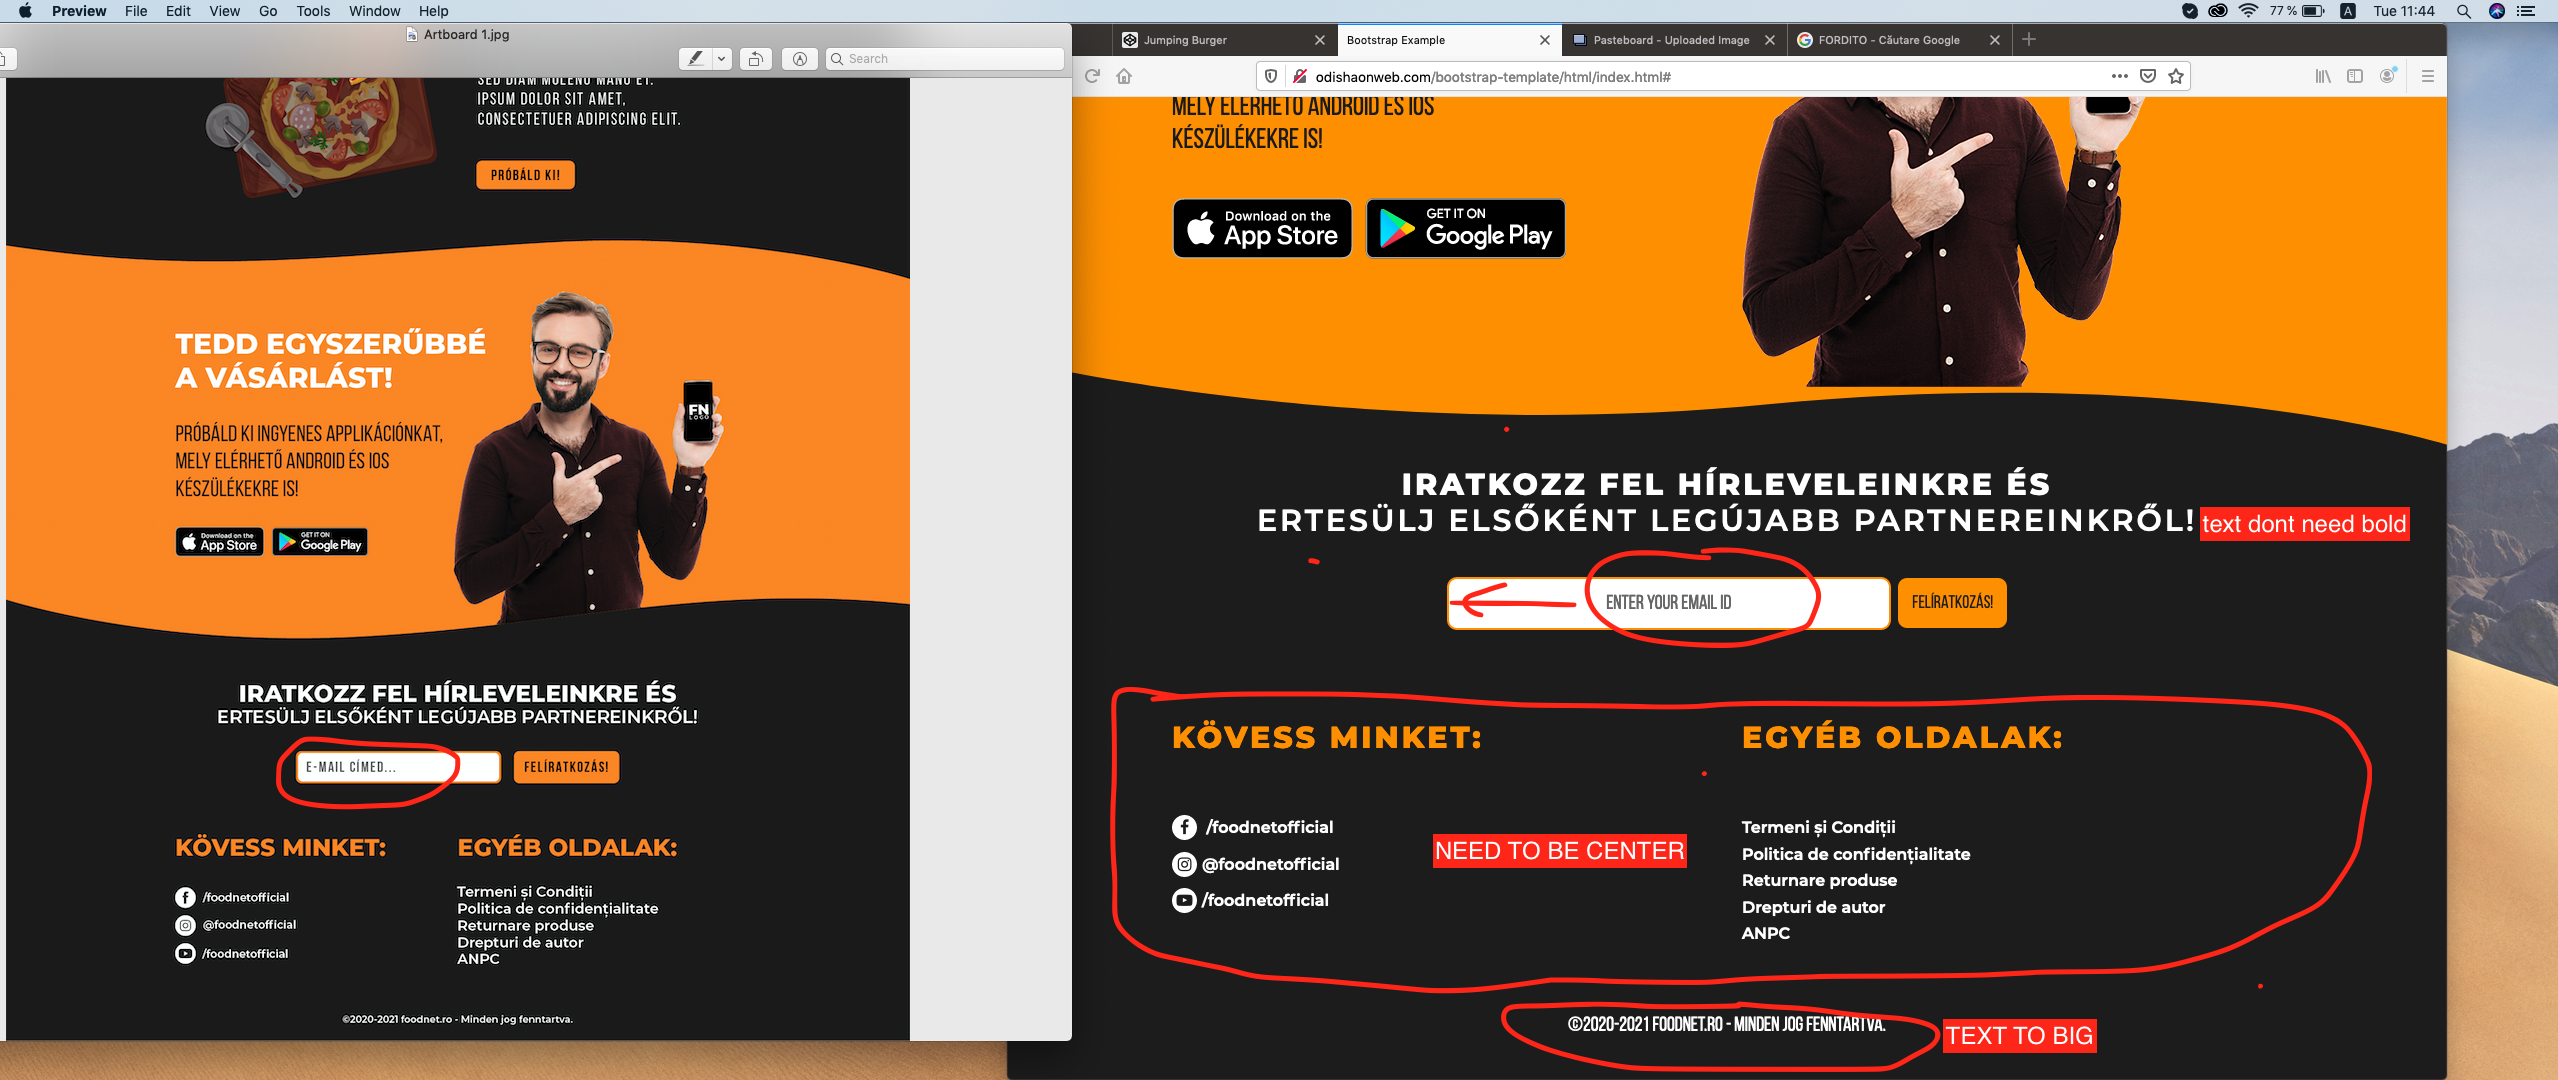 Preview File Edit View Go Tools Window Help
77 % A Tue 11:44
Artboard 1.jpg
Search
SED DIAM MOLENO MANO ET.
IPSUM DOLOR SIT AMET,
CONSECTETUER ADIPISCING ELIT.
PRÓBÁLD KI!
TEDD EGYSZERŰBBÉ
A VÁSÁRLÁST!
PRÓBÁLD KI INGYENES APPLIKÁCIÓNKAT,
MELY ELÉRHETŐ ANDROID ÉS IOS
KÉSZÜLÉKEKRE IS!
FN
LOGO
Download on the
App Store
GET IT ON
Google Play
IRATKOZZ FEL HÍRLEVELEINKRE ÉS
ERTESÜLJ ELSŐKÉNT LEGÚJABB PARTNEREINKRŐL!
E-MAIL CÍMED...
FELÍRATKOZÁS!
KÖVESS MINKET:
/foodnetofficial
@foodnetofficial
/foodnetofficial
EGYÉB OLDALAK:
Termeni și Condiții
Politica de confidențialitate
Returnare produse
Drepturi de autor
ANPC
©2020-2021 foodnet.ro - Minden jog fenntartva.
Jumping Burger
Bootstrap Example
Pasteboard - Uploaded Image
FORDITO - Căutare Google
odishaonweb.com/bootstrap-template/html/index.html#
MELY ELÉRHETŐ ANDROID ÉS IOS
KÉSZÜLÉKEKRE IS!
Download on the
App Store
GET IT ON
Google Play
IRATKOZZ FEL HÍRLEVELEINKRE ÉS
ERTESÜLJ ELSŐKÉNT LEGÚJABB PARTNEREINKRŐL!
text dont need bold
ENTER YOUR EMAIL ID
FELÍRATKOZÁS!
KÖVESS MINKET:
/foodnetofficial
@foodnetofficial
/foodnetofficial
NEED TO BE CENTER
EGYÉB OLDALAK:
Termeni și Condiții
Politica de confidențialitate
Returnare produse
Drepturi de autor
ANPC
©2020-2021 FOODNET.RO - MINDEN JOG FENNTARTVA.
TEXT TO BIG